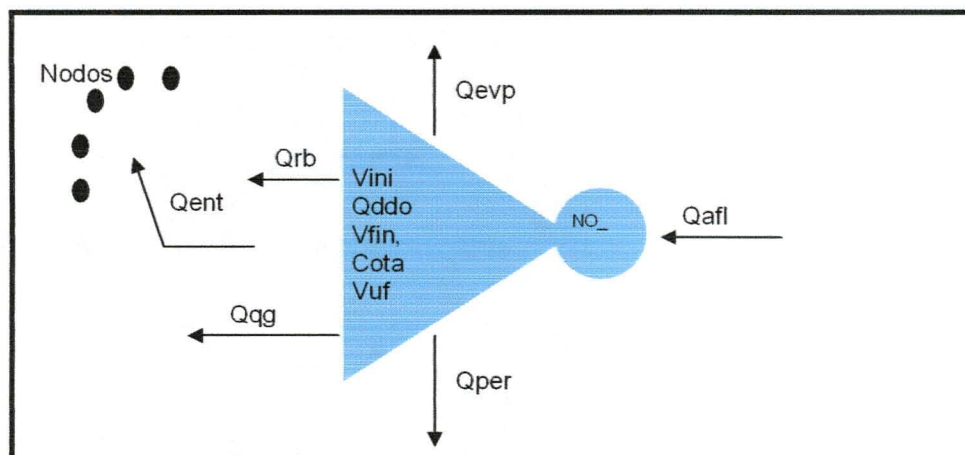 Nodos
Qevp
Qrb
Vini
Qddo
Vfin,
Cota
Vuf
NO_
Qafl
Qent
Qqg
Qper